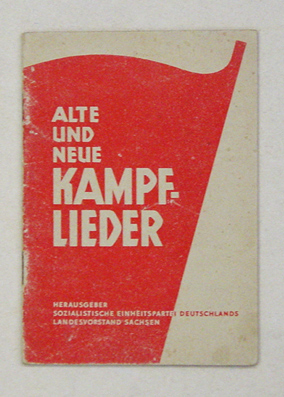 ALTE
UND
NEUE
KAMPF-
LIEDER
HERAUSGEBER
SOZIALISTISCHE EINHEITSPARTEI DEUTSCHLANDS
LANDESVORSTAND SACHSEN